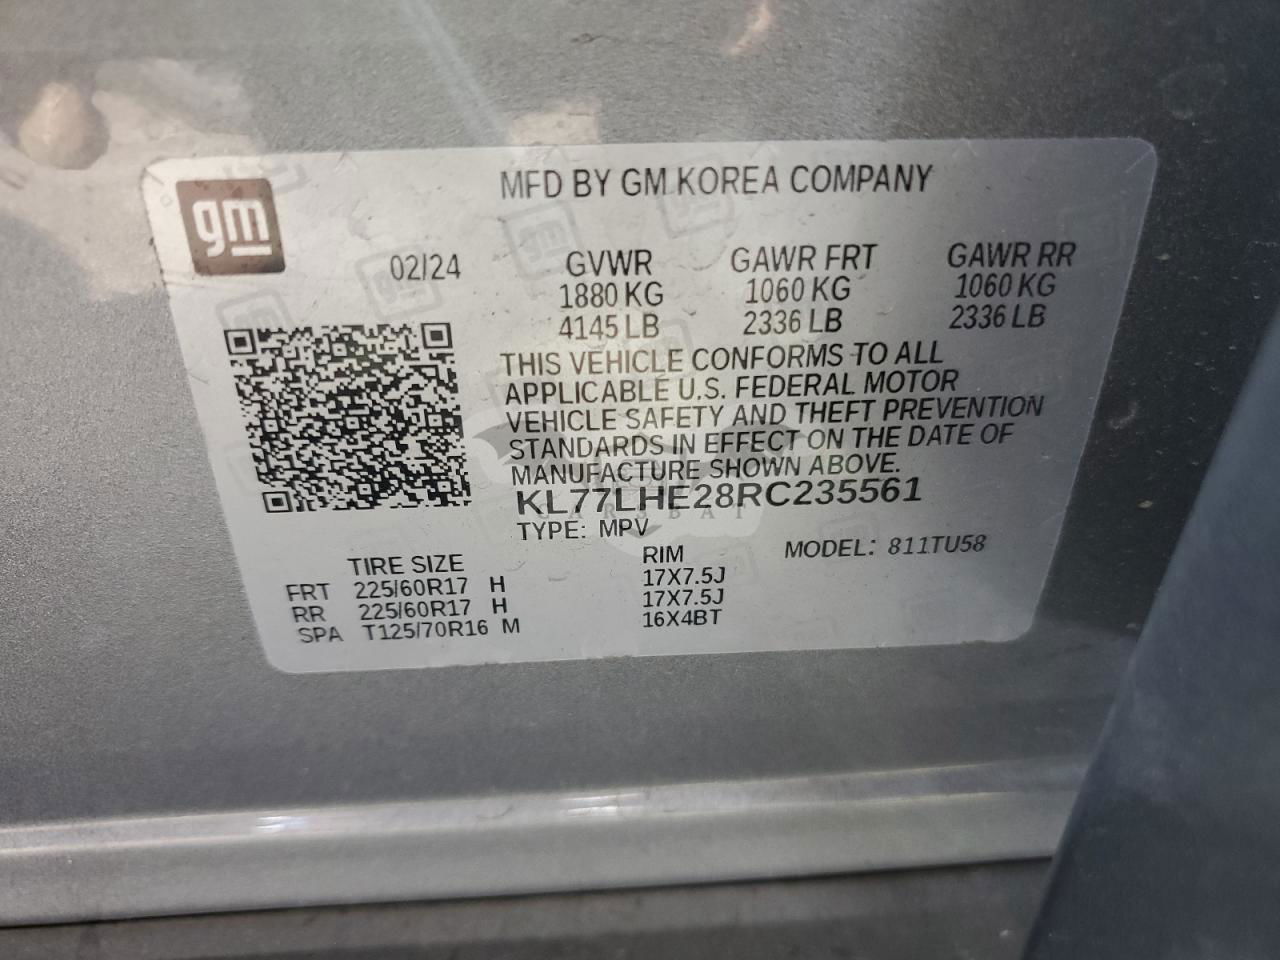 gm
MFD BY GM KOREA COMPANY
02/24 GVWR GAWR FRT GAWR RR
1880 KG 1060 KG 1060 KG
4145 LB 2336 LB 2336 LB
THIS VEHICLE CONFORMS TO ALL
APPLICABLE U.S. FEDERAL MOTOR
VEHICLE SAFETY AND THEFT PREVENTION
STANDARDS IN EFFECT ON THE DATE OF
MANUFACTURE SHOWN ABOVE.
KL77LHE28RC235561
CARSBAT
TYPE: MPV
MODEL: 811TU58
TIRE SIZE RIM
FRT 225/60R17 H 17X7.5J
RR 225/60R17 H 17X7.5J
SPA T125/70R16 M 16X4BT